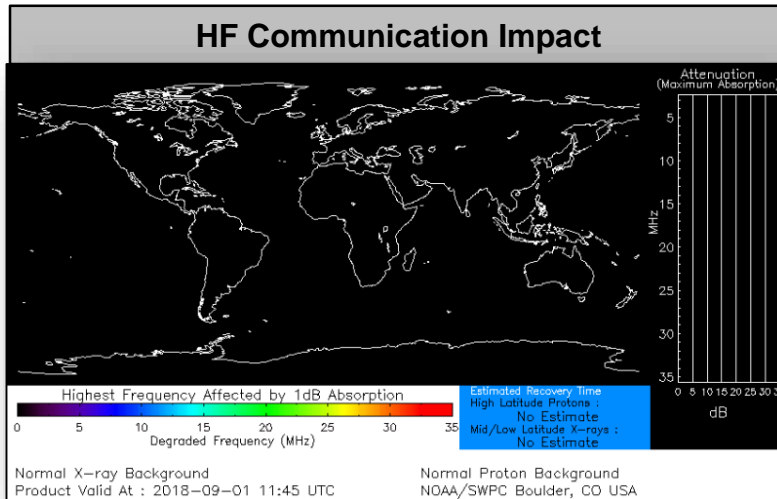 HF Communication Impact
Attenuation
(Maximum Absorption)
5
10
15
20
25
30
35
MHz
0 5 10 15 20 25 30 35
dB
Highest Frequency Affected by 1dB Absorption
0 5 10 15 20 25 30 35
Degraded Frequency (MHz)
Estimated Recovery Time
High Latitude Protons :
No Estimate
Mid/Low Latitude X-rays :
No Estimate
Normal X-ray Background
Normal Proton Background
Product Valid At : 2018-09-01 11:45 UTC
NOAA/SWPC Boulder, CO USA